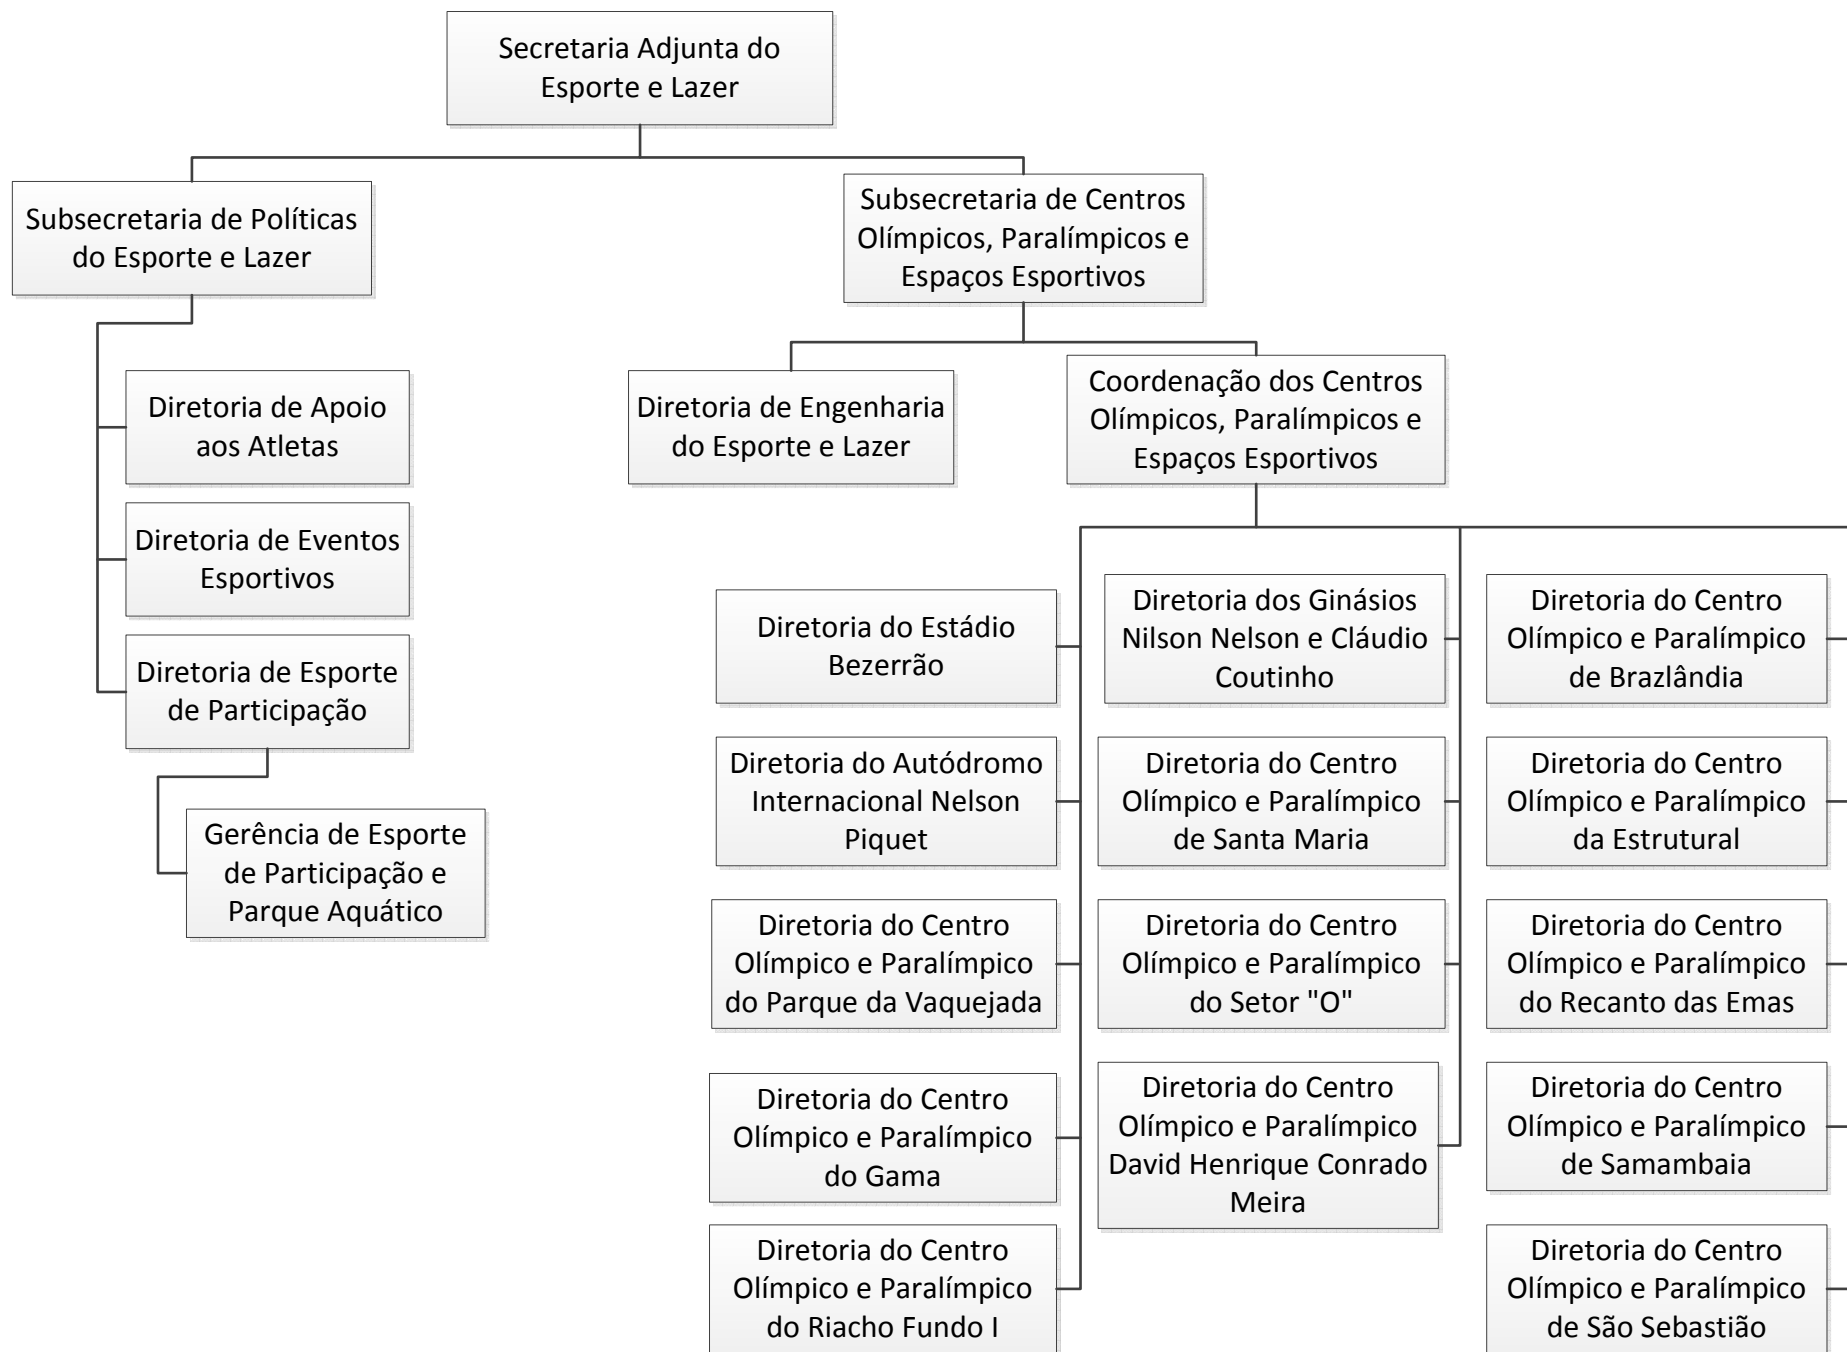 Secretaria Adjunta do
Esporte e Lazer
Subsecretaria de Políticas
do Esporte e Lazer
Subsecretaria de Centros
Olímpicos, Paralímpicos e
Espaços Esportivos
Diretoria de Apoio
aos Atletas
Diretoria de Eventos
Esportivos
Diretoria de Esporte
de Participação
Gerência de Esporte
de Participação e
Parque Aquático
Diretoria de Engenharia
do Esporte e Lazer
Coordenação dos Centros
Olímpicos, Paralímpicos e
Espaços Esportivos
Diretoria do Estádio
Bezerrão
Diretoria do Autódromo
Internacional Nelson
Piquet
Diretoria do Centro
Olímpico e Paralímpico
do Parque da Vaquejada
Diretoria do Centro
Olímpico e Paralímpico
do Gama
Diretoria do Centro
Olímpico e Paralímpico
do Riacho Fundo I
Diretoria dos Ginásios
Nilson Nelson e Cláudio
Coutinho
Diretoria do Centro
Olímpico e Paralímpico
de Santa Maria
Diretoria do Centro
Olímpico e Paralímpico
do Setor "O"
Diretoria do Centro
Olímpico e Paralímpico
David Henrique Conrado
Meira
Diretoria do Centro
Olímpico e Paralímpico
de Brazlândia
Diretoria do Centro
Olímpico e Paralímpico
da Estrutural
Diretoria do Centro
Olímpico e Paralímpico
do Recanto das Emas
Diretoria do Centro
Olímpico e Paralímpico
de Samambaia
Diretoria do Centro
Olímpico e Paralímpico
de São Sebastião